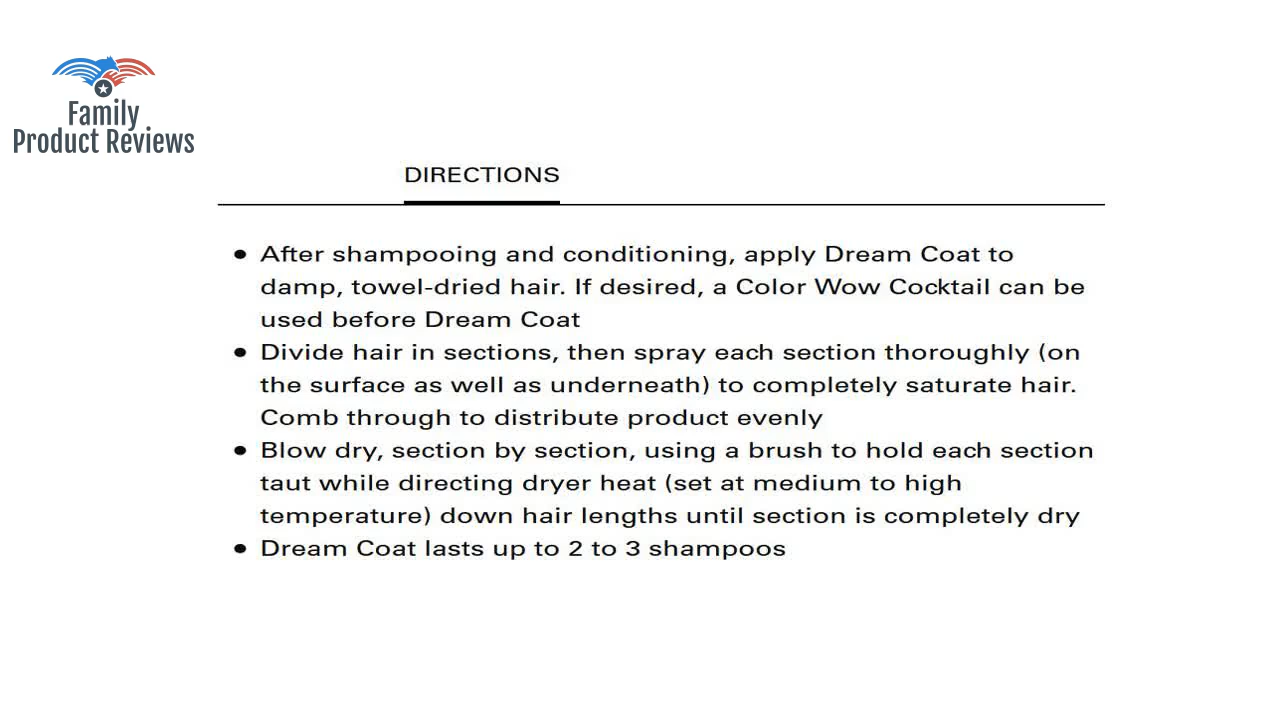 Family
Product Reviews
DIRECTIONS
• After shampooing and conditioning, apply Dream Coat to
damp, towel-dried hair. If desired, a Color Wow Cocktail can be
used before Dream Coat
• Divide hair in sections, then spray each section thoroughly (on
the surface as well as underneath) to completely saturate hair.
Comb through to distribute product evenly
• Blow dry, section by section, using a brush to hold each section
taut while directing dryer heat (set at medium to high
temperature) down hair lengths until section is completely dry
• Dream Coat lasts up to 2 to 3 shampoos